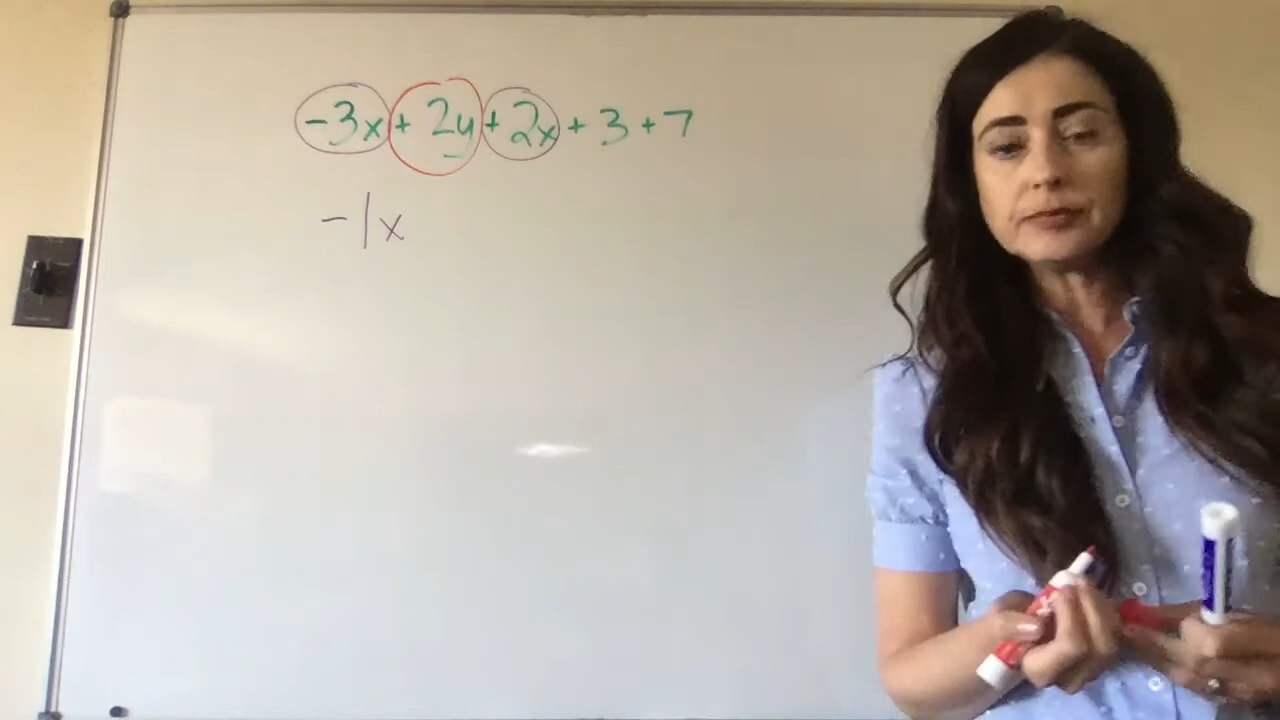 -3x + 2y + 2x + 3 + 7
-1x